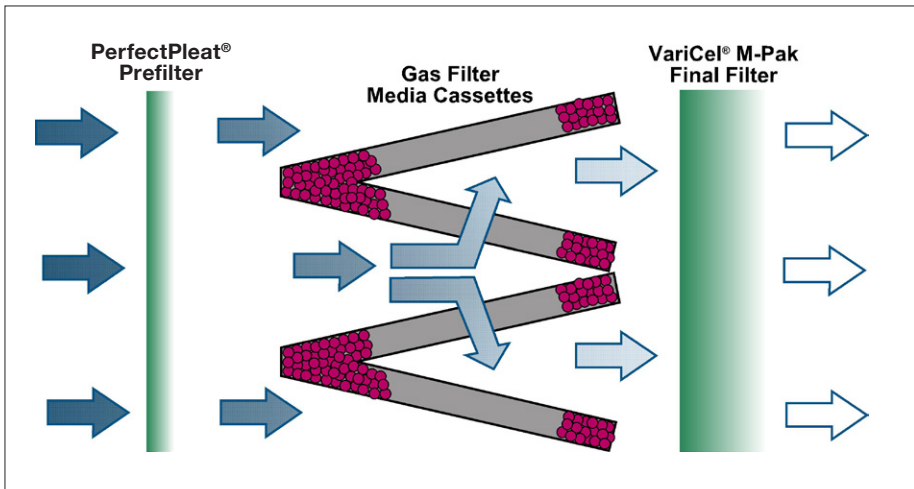 PerfectPleat®
Prefilter
Gas Filter
Media Cassettes
VariCel® M-Pak
Final Filter